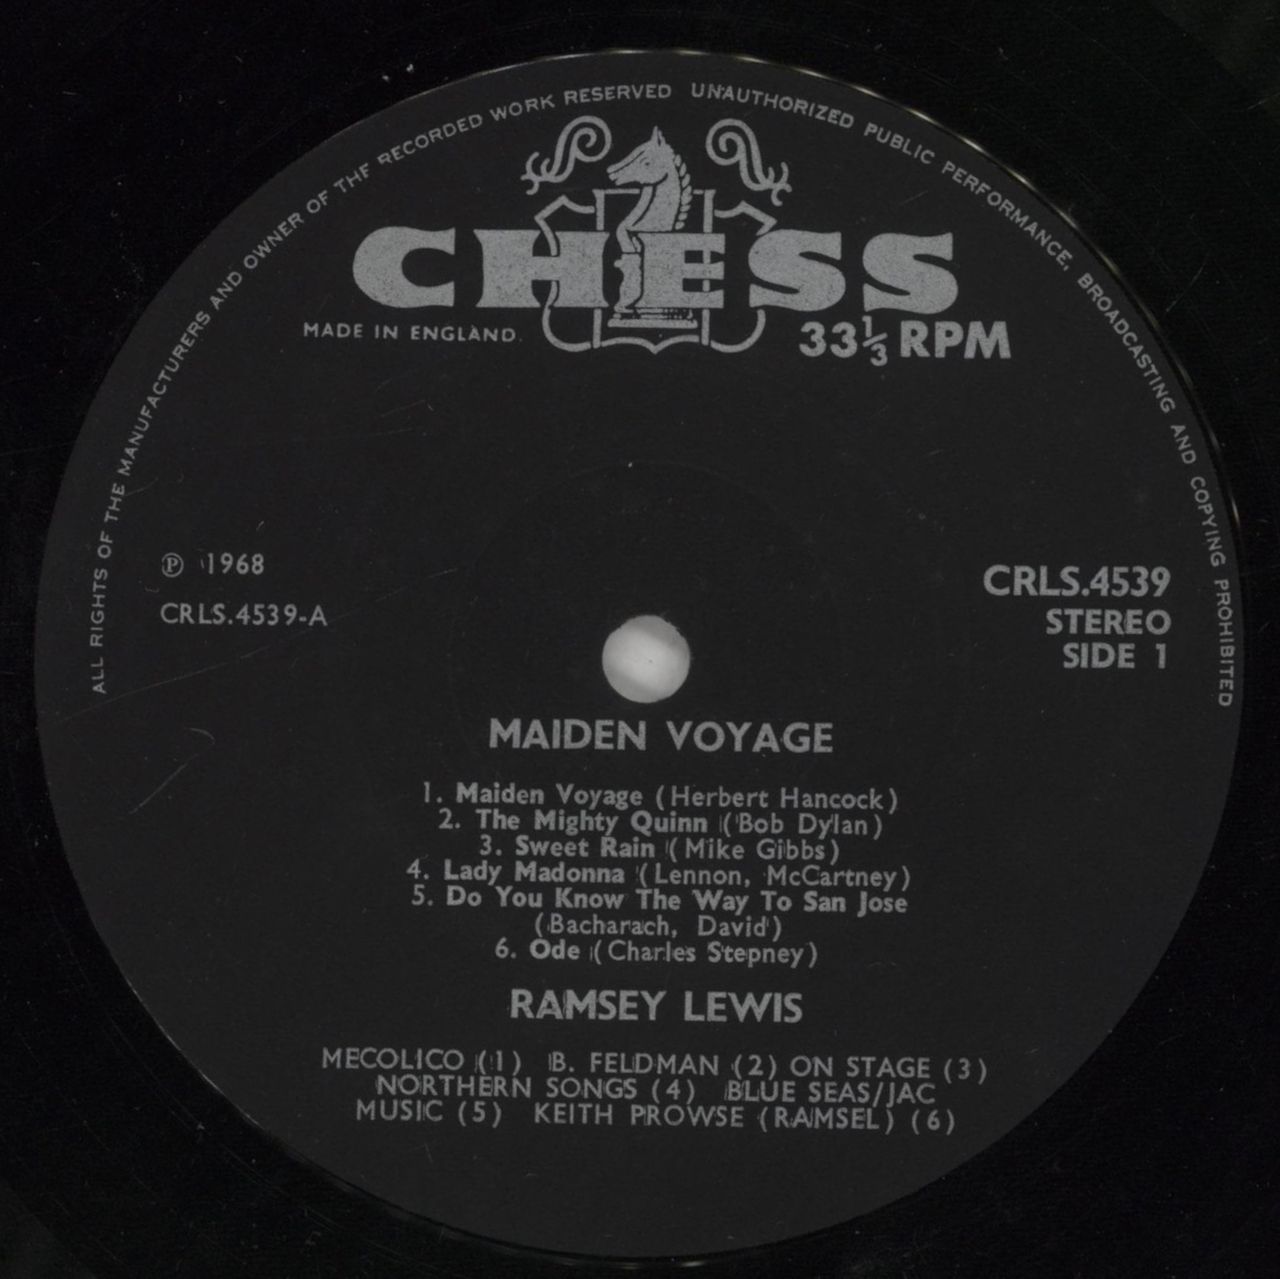 ALL RIGHTS OF THE MANUFACTURERS AND OWNER OF THE RECORDED WORK RESERVED UNAUTHORIZED PUBLIC PERFORMANCE, BROADCASTING AND COPYING PROHIBITED
CHESS
MADE IN ENGLAND.
33⅓ RPM
℗ 1968
CRLS.4539-A
CRLS.4539
STEREO
SIDE 1
MAIDEN VOYAGE
1. Maiden Voyage (Herbert Hancock)
2. The Mighty Quinn (Bob Dylan)
3. Sweet Rain (Mike Gibbs)
4. Lady Madonna (Lennon, McCartney)
5. Do You Know The Way To San Jose
(Bacharach, David)
6. Ode (Charles Stepney)
RAMSEY LEWIS
MECOLICO (1) B. FELDMAN (2) ON STAGE (3)
NORTHERN SONGS (4) BLUE SEAS/JAC
MUSIC (5) KEITH PROWSE (RAMSEL) (6)